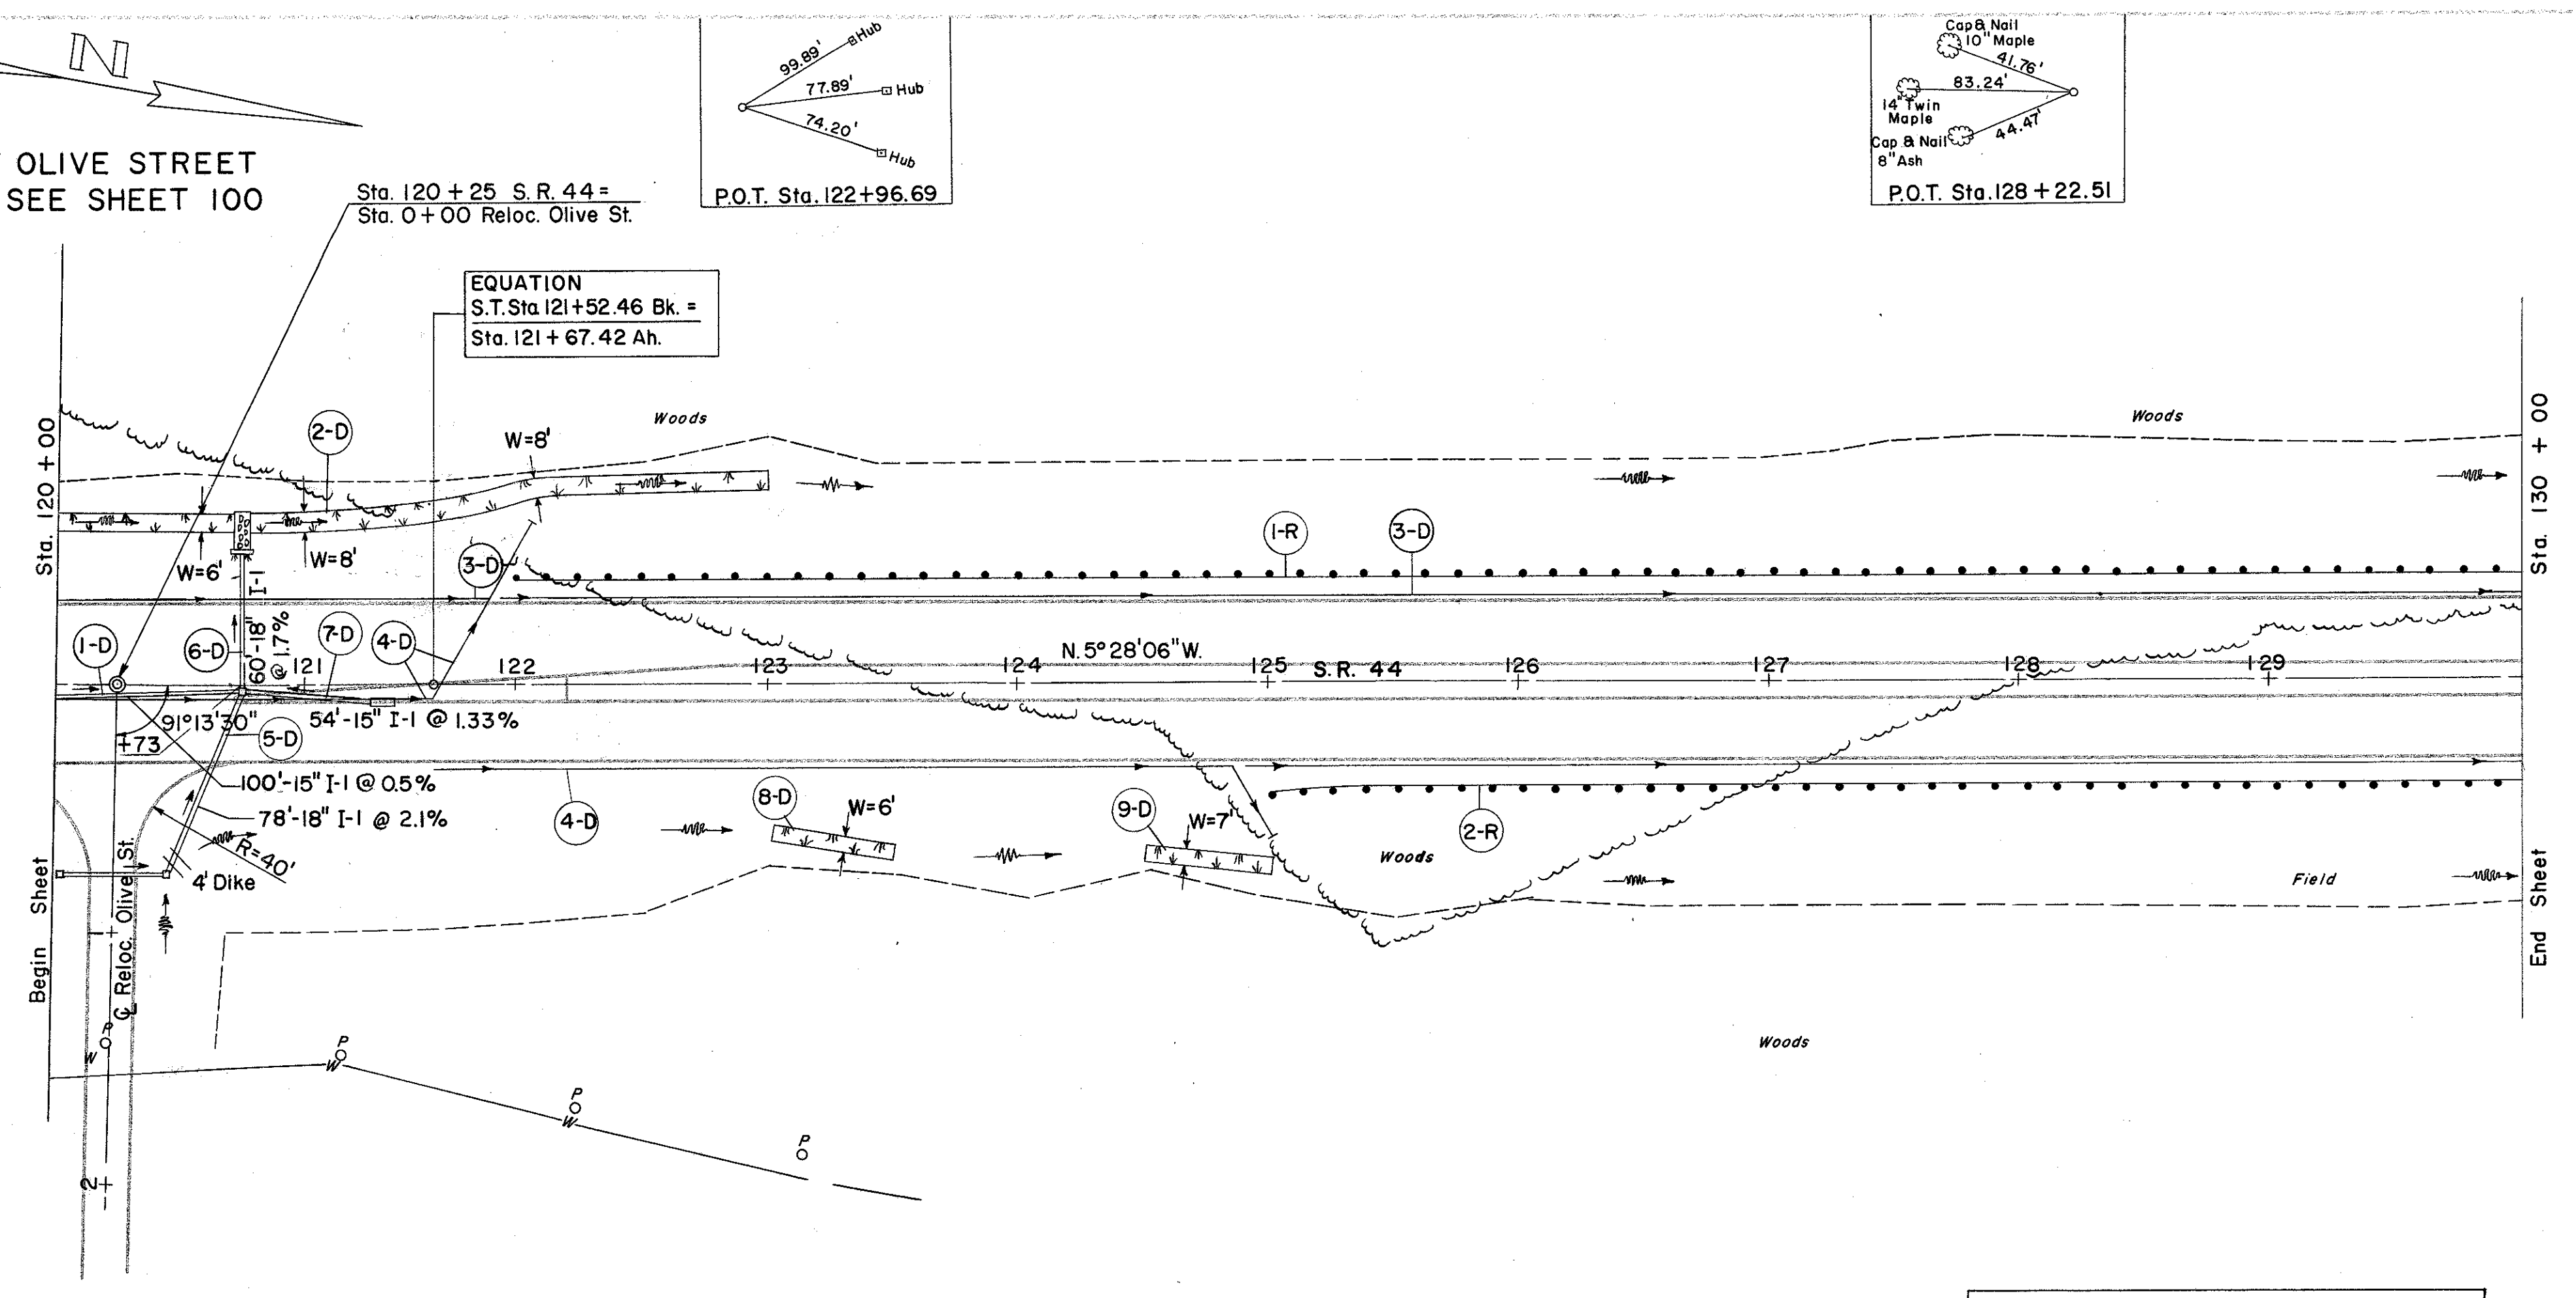 N
OLIVE STREET
SEE SHEET 100
99.89' Hub
77.89' Hub
74.20' Hub
P.O.T. Sta. 122+96.69
Cap & Nail
10" Maple
41.76'
83.24'
14" Twin
Maple
44.47'
Cap & Nail
8" Ash
P.O.T. Sta. 128+22.51
Sta. 120+25 S.R. 44=
Sta. 0+00 Reloc. Olive St.
EQUATION
S.T. Sta 121+52.46 Bk. =
Sta. 121+67.42 Ah.
Sta. 120+00
2-D
W=8'
Woods
Woods
Sta. 130+00
W=6'
W=8'
I-1
3-D
1-R
3-D
1-D
6-D
60'-18"
@ 1.7%
7-D
4-D
N. 5°28'06" W.
121
122
123
124
125
S.R. 44
126
127
128
129
91°13'30"
54'-15" I-1 @ 1.33%
+73
5-D
100'-15" I-1 @ 0.5%
78'-18" I-1 @ 2.1%
4-D
8-D
W=6'
9-D
W=7'
2-R
R=40'
4' Dike
Woods
Field
Begin Sheet
℄ Reloc. Olive St.
1
End Sheet
P
W
P
W
P
W
P
Woods
2